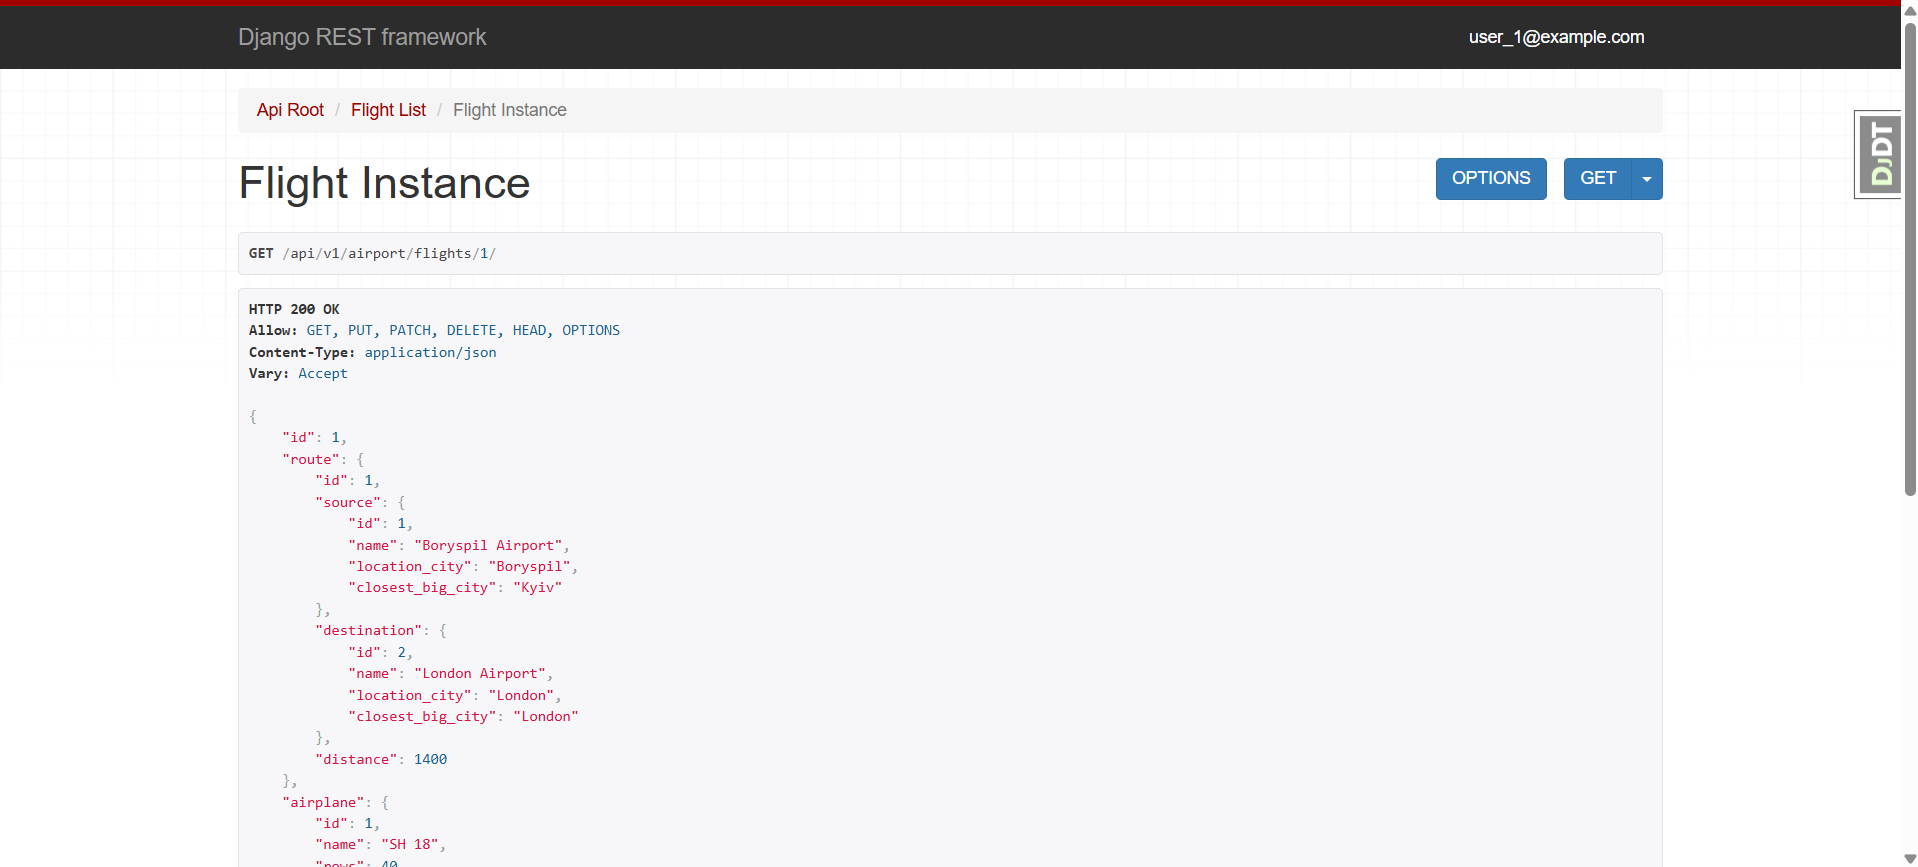 Django REST framework
user_1@example.com
Api Root / Flight List / Flight Instance
DjDT
Flight Instance
OPTIONS
GET
GET /api/v1/airport/flights/1/
HTTP 200 OK
Allow: GET, PUT, PATCH, DELETE, HEAD, OPTIONS
Content-Type: application/json
Vary: Accept
{
    "id": 1,
    "route": {
        "id": 1,
        "source": {
            "id": 1,
            "name": "Boryspil Airport",
            "location_city": "Boryspil",
            "closest_big_city": "Kyiv"
        },
        "destination": {
            "id": 2,
            "name": "London Airport",
            "location_city": "London",
            "closest_big_city": "London"
        },
        "distance": 1400
    },
    "airplane": {
        "id": 1,
        "name": "SH 18",
        "rows": 40